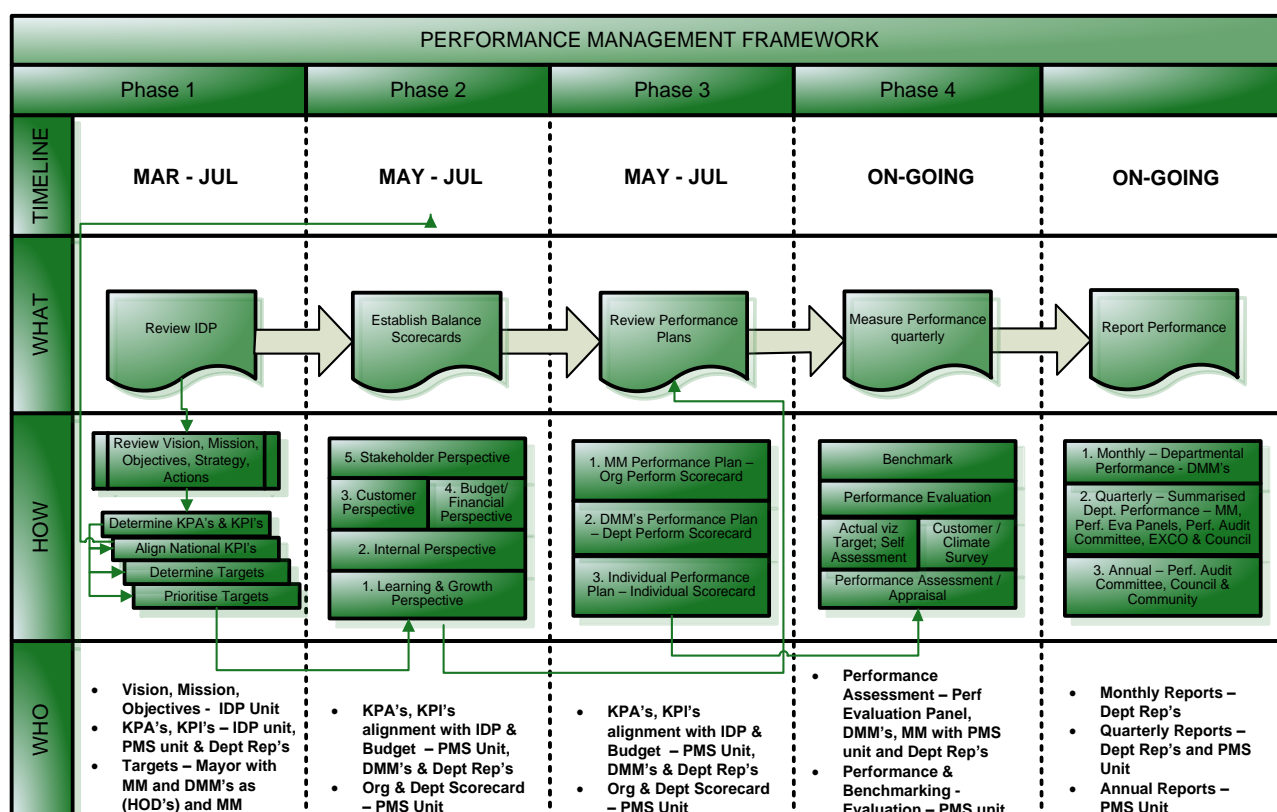 PERFORMANCE MANAGEMENT FRAMEWORK
Phase 1
Phase 2
Phase 3
Phase 4
TIMELINE
MAR - JUL
MAY - JUL
MAY - JUL
ON-GOING
ON-GOING
WHAT
Review IDP
Establish Balance
Scorecards
Review Performance
Plans
Measure Performance
quarterly
Report Performance
HOW
Review Vision, Mission,
Objectives, Strategy,
Actions
Determine KPA's & KPI's
Align National KPI's
Determine Targets
Prioritise Targets
5. Stakeholder Perspective
3. Customer
Perspective
4. Budget/
Financial
Perspective
2. Internal Perspective
1. Learning & Growth
Perspective
1. MM Performance Plan –
Org Perform Scorecard
2. DMM's Performance Plan
– Dept Perform Scorecard
3. Individual Performance
Plan – Individual Scorecard
Benchmark
Performance Evaluation
Actual viz
Target; Self
Assessment
Customer /
Climate
Survey
Performance Assessment /
Appraisal
1. Monthly – Departmental
Performance - DMM's
2. Quarterly – Summarised
Dept. Performance – MM,
Perf. Eva Panels, Perf. Audit
Committee, EXCO & Council
3. Annual – Perf. Audit
Committee, Council &
Community
WHO
• Vision, Mission,
Objectives - IDP Unit
• KPA's, KPI's – IDP unit,
PMS unit & Dept Rep's
• Targets – Mayor with
MM and DMM's as
(HOD's) and MM
• KPA's, KPI's
alignment with IDP &
Budget – PMS Unit,
DMM's & Dept Rep's
• Org & Dept Scorecard
– PMS Unit
• KPA's, KPI's
alignment with IDP &
Budget – PMS Unit,
DMM's & Dept Rep's
• Org & Dept Scorecard
– PMS Unit
• Performance
Assessment – Perf
Evaluation Panel,
DMM's, MM with PMS
unit and Dept Rep's
• Performance &
Benchmarking -
Evaluation – PMS unit
• Monthly Reports –
Dept Rep's
• Quarterly Reports –
Dept Rep's and PMS
Unit
• Annual Reports –
PMS Unit